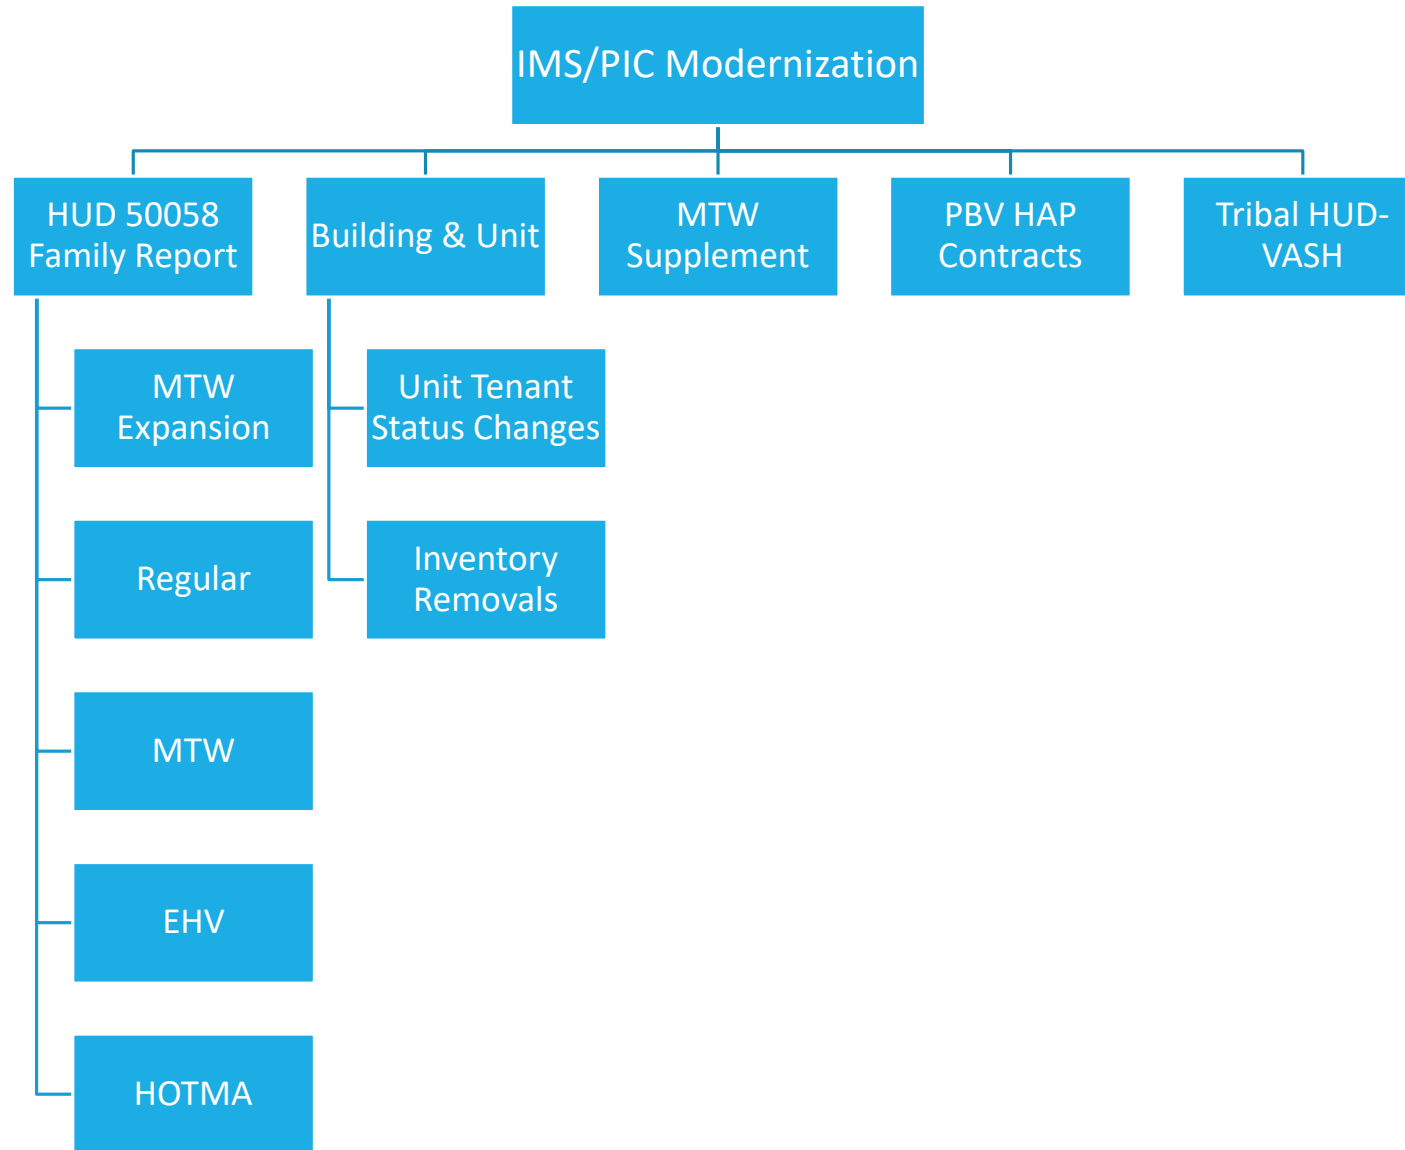 IMS/PIC Modernization
HUD 50058
Family Report
Building & Unit
MTW
Supplement
PBV HAP
Contracts
Tribal HUD-
VASH
MTW
Expansion
Regular
MTW
EHV
HOTMA
Unit Tenant
Status Changes
Inventory
Removals